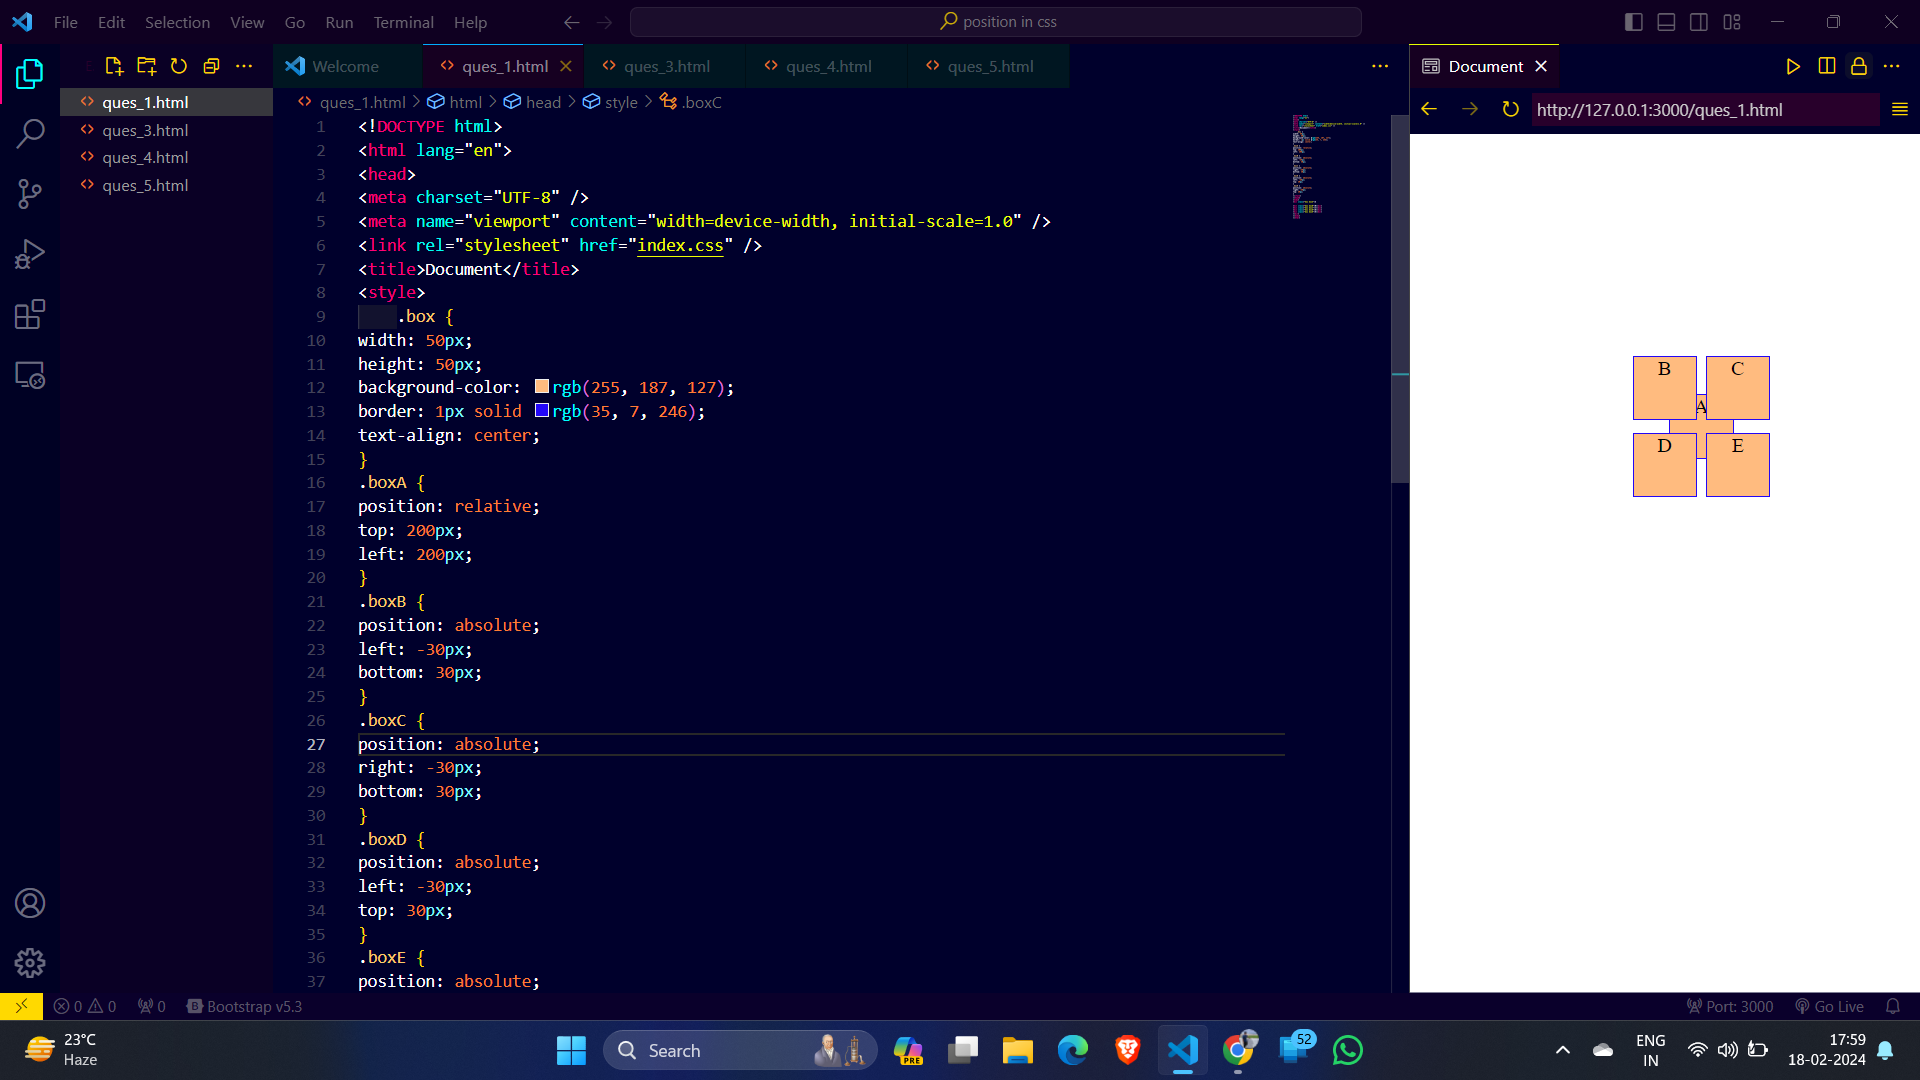 File Edit Selection View Go Run Terminal Help
position in css
Welcome
ques_1.html
ques_3.html
ques_4.html
ques_5.html
Document
ques_1.html
ques_3.html
ques_4.html
ques_5.html
ques_1.html > html > head > style > .boxC
http://127.0.0.1:3000/ques_1.html
1 <!DOCTYPE html>
2 <html lang="en">
3 <head>
4 <meta charset="UTF-8" />
5 <meta name="viewport" content="width=device-width, initial-scale=1.0" />
6 <link rel="stylesheet" href="index.css" />
7 <title>Document</title>
8 <style>
9 .box {
10 width: 50px;
11 height: 50px;
12 background-color: rgb(255, 187, 127);
13 border: 1px solid rgb(35, 7, 246);
14 text-align: center;
15 }
16 .boxA {
17 position: relative;
18 top: 200px;
19 left: 200px;
20 }
21 .boxB {
22 position: absolute;
23 left: -30px;
24 bottom: 30px;
25 }
26 .boxC {
27 position: absolute;
28 right: -30px;
29 bottom: 30px;
30 }
31 .boxD {
32 position: absolute;
33 left: -30px;
34 top: 30px;
35 }
36 .boxE {
37 position: absolute;
B C
A
D E
0 0 0 Bootstrap v5.3
Port: 3000 Go Live
23°C
Haze
Search
PRE
52
ENG
IN
17:59
18-02-2024